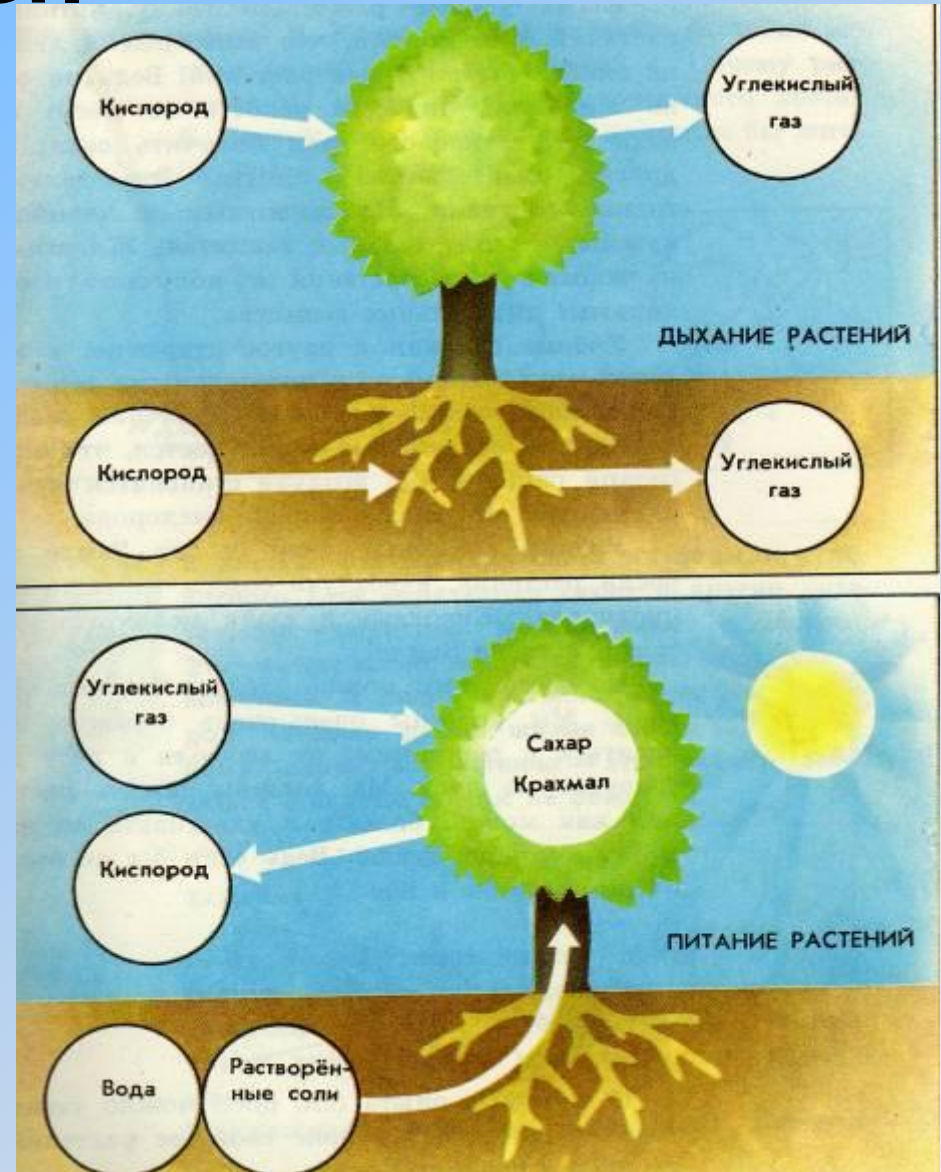 Кислород
Углекислый
газ
ДЫХАНИЕ РАСТЕНИЙ
Кислород
Углекислый
газ
Углекислый
газ
Сахар
Крахмал
Кислород
ПИТАНИЕ РАСТЕНИЙ
Вода
Растворён-
ные соли